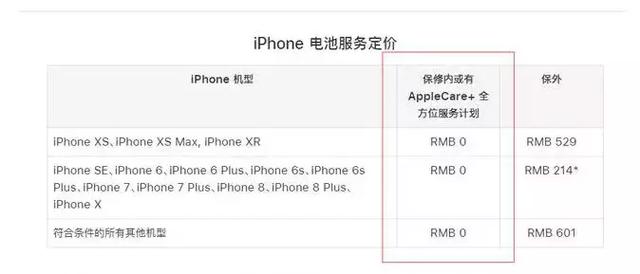 iPhone 电池服务定价
iPhone 机型
保修内或有
AppleCare+ 全
方位服务计划
保外
iPhone XS、iPhone XS Max, iPhone XR
RMB 0
RMB 529
iPhone SE、iPhone 6、iPhone 6 Plus、iPhone 6s、iPhone 6s
Plus、iPhone 7、iPhone 7 Plus、iPhone 8、iPhone 8 Plus、
iPhone X
RMB 0
RMB 214*
符合条件的所有其他机型
RMB 0
RMB 601